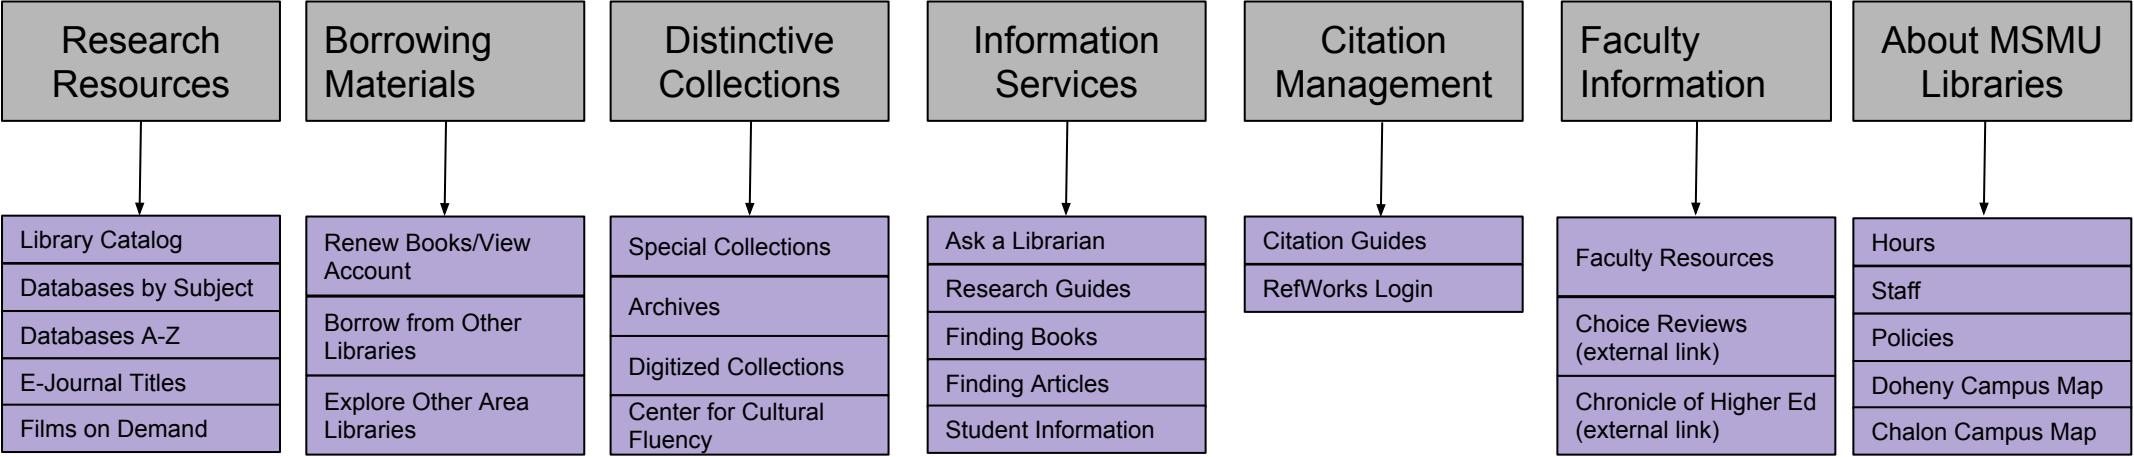 Research
Resources
Library Catalog
Databases by Subject
Databases A-Z
E-Journal Titles
Films on Demand
Borrowing
Materials
Renew Books/View
Account
Borrow from Other
Libraries
Explore Other Area
Libraries
Distinctive
Collections
Special Collections
Archives
Digitized Collections
Center for Cultural
Fluency
Information
Services
Ask a Librarian
Research Guides
Finding Books
Finding Articles
Student Information
Citation
Management
Citation Guides
RefWorks Login
Faculty
Information
Faculty Resources
Choice Reviews
(external link)
Chronicle of Higher Ed
(external link)
About MSMU
Libraries
Hours
Staff
Policies
Doheny Campus Map
Chalon Campus Map